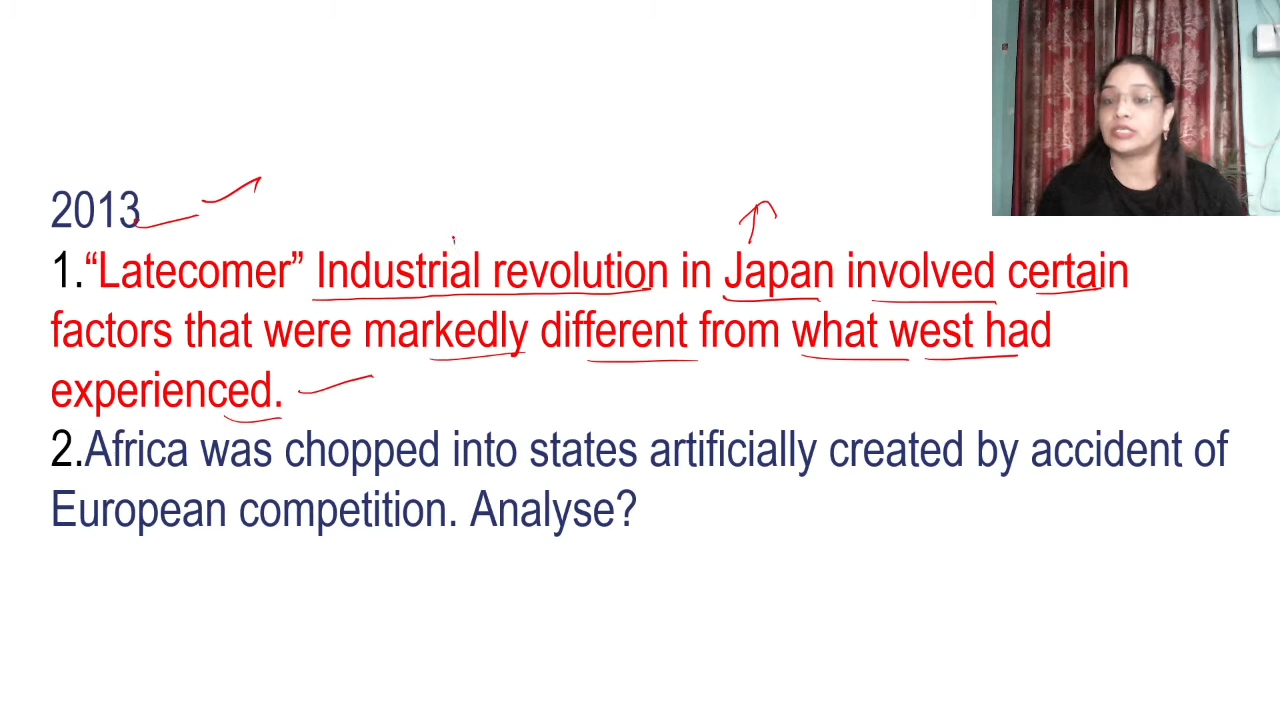 2013
1.“Latecomer” Industrial revolution in Japan involved certain
factors that were markedly different from what west had
experienced.
2.Africa was chopped into states artificially created by accident of
European competition. Analyse?